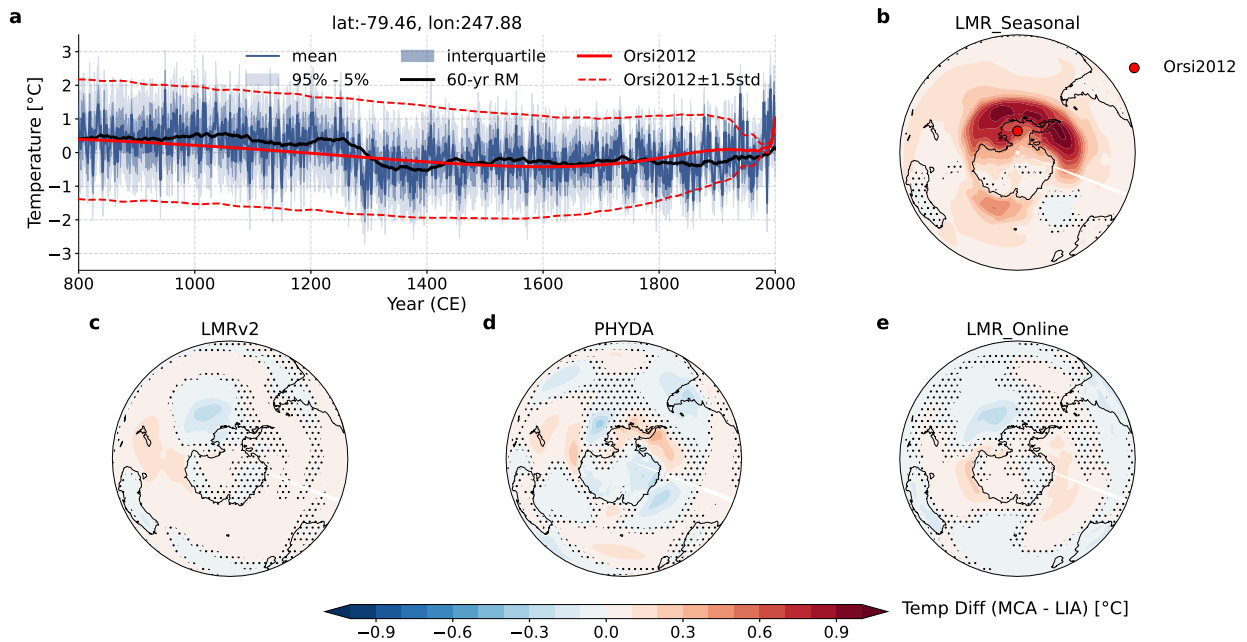 a
lat:-79.46, lon:247.88
mean
95% - 5%
interquartile
60-yr RM
Orsi2012
Orsi2012±1.5std
Temperature [°C]
3
2
1
0
−1
−2
−3
800
1000
1200
1400
1600
1800
2000
Year (CE)
b
LMR_Seasonal
Orsi2012
c
LMRv2
d
PHYDA
e
LMR_Online
−0.9
−0.6
−0.3
0.0
0.3
0.6
0.9
Temp Diff (MCA - LIA) [°C]